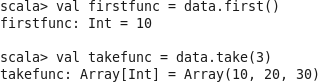 scala> val firstfunc = data.first()
firstfunc: Int = 10
scala> val takefunc = data.take(3)
takefunc: Array[Int] = Array(10, 20, 30)